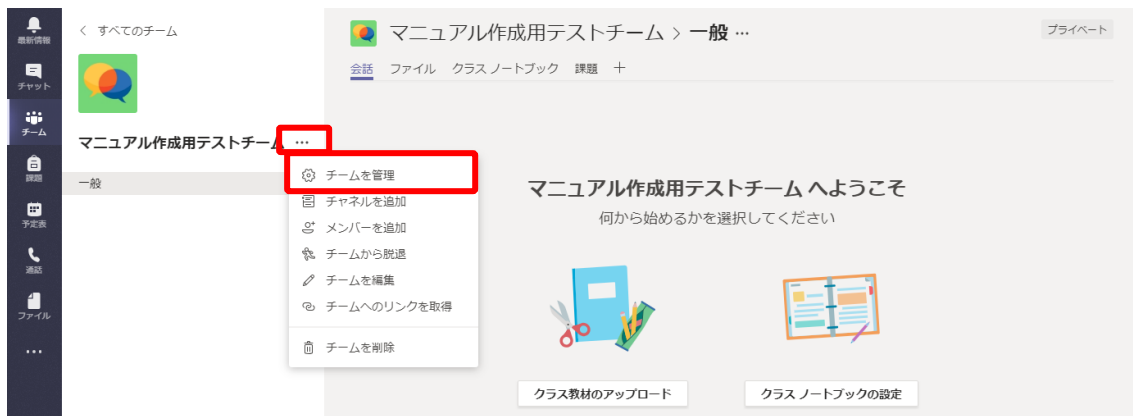 最新情報
チャット
チーム
課題
予定表
通話
ファイル
…
< すべてのチーム
マニュアル作成用テストチーム …
一般
チームを管理
チャネルを追加
メンバーを追加
チームから脱退
チームを編集
チームへのリンクを取得
チームを削除
マニュアル作成用テストチーム > 一般 …
プライベート
会話 ファイル クラス ノートブック 課題 +
マニュアル作成用テストチーム へようこそ
何から始めるかを選択してください
クラス教材のアップロード
クラス ノートブックの設定